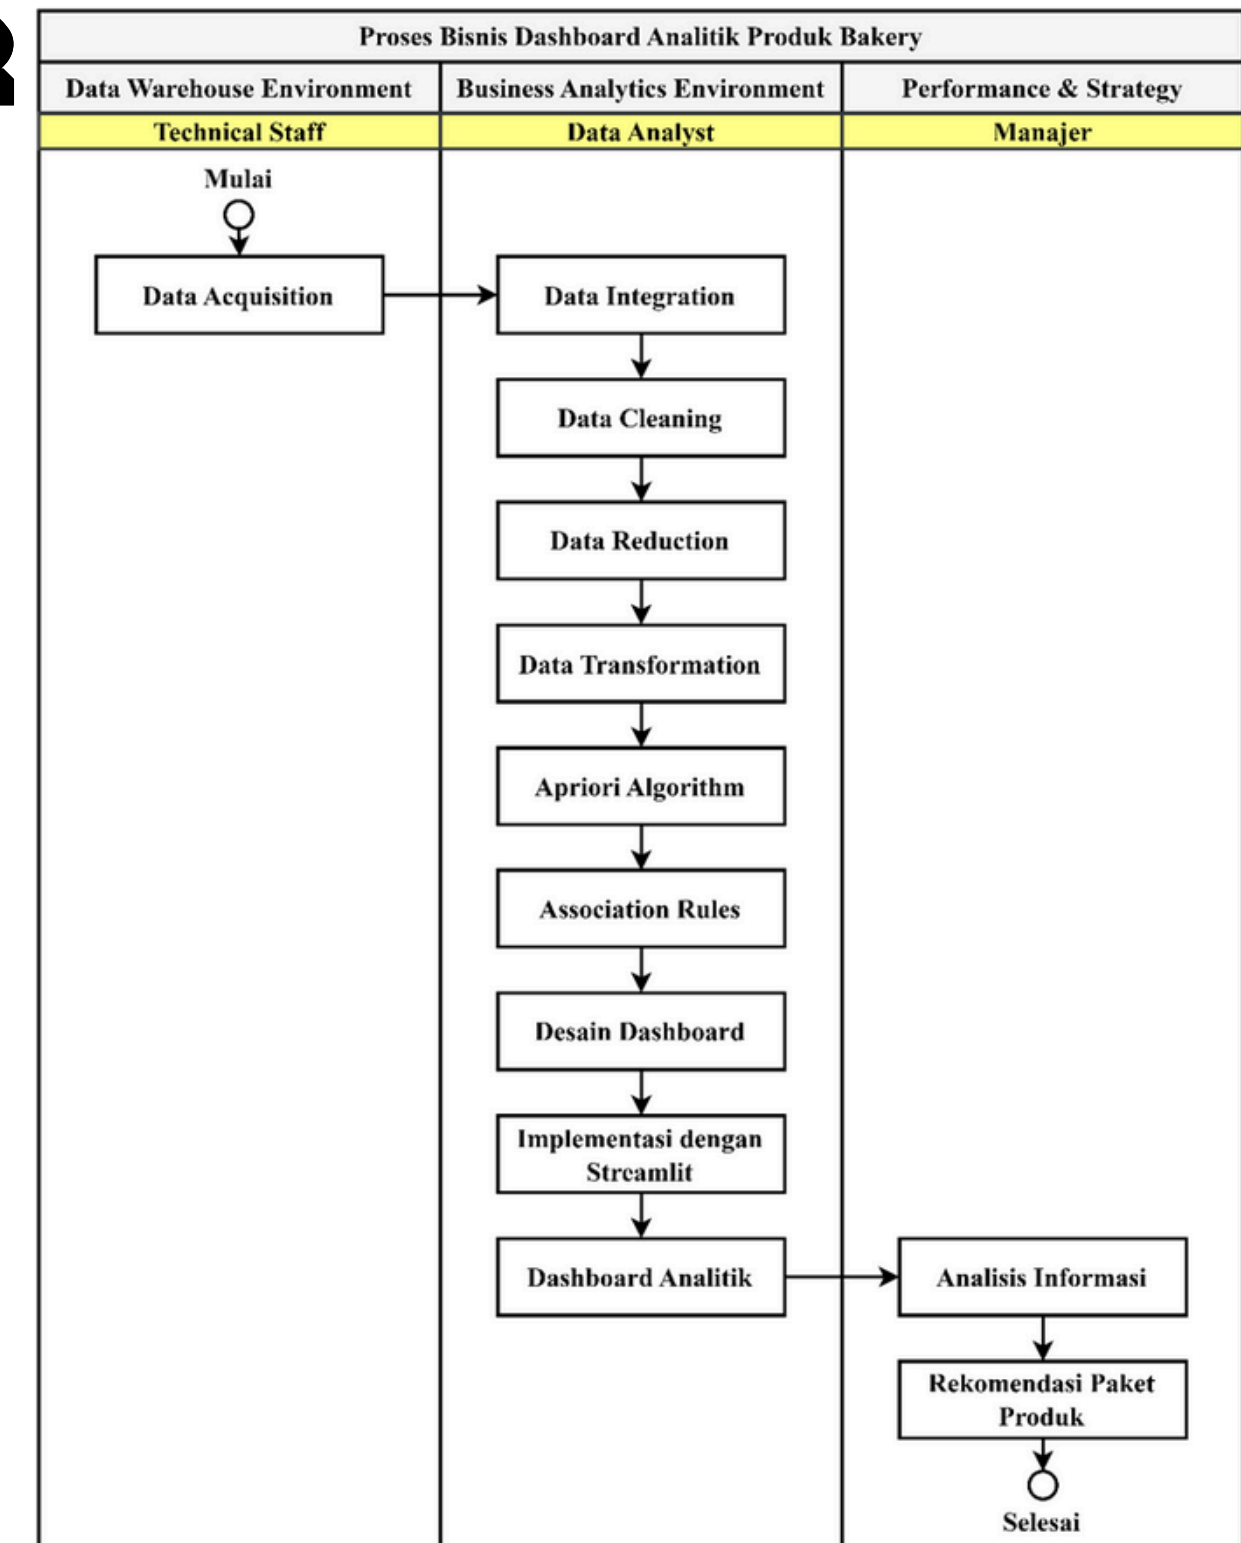 Proses Bisnis Dashboard Analitik Produk Bakery
Data Warehouse Environment
Business Analytics Environment
Performance & Strategy
Technical Staff
Data Analyst
Manajer
Mulai
Data Acquisition
Data Integration
Data Cleaning
Data Reduction
Data Transformation
Apriori Algorithm
Association Rules
Desain Dashboard
Implementasi dengan
Streamlit
Dashboard Analitik
Analisis Informasi
Rekomendasi Paket
Produk
Selesai